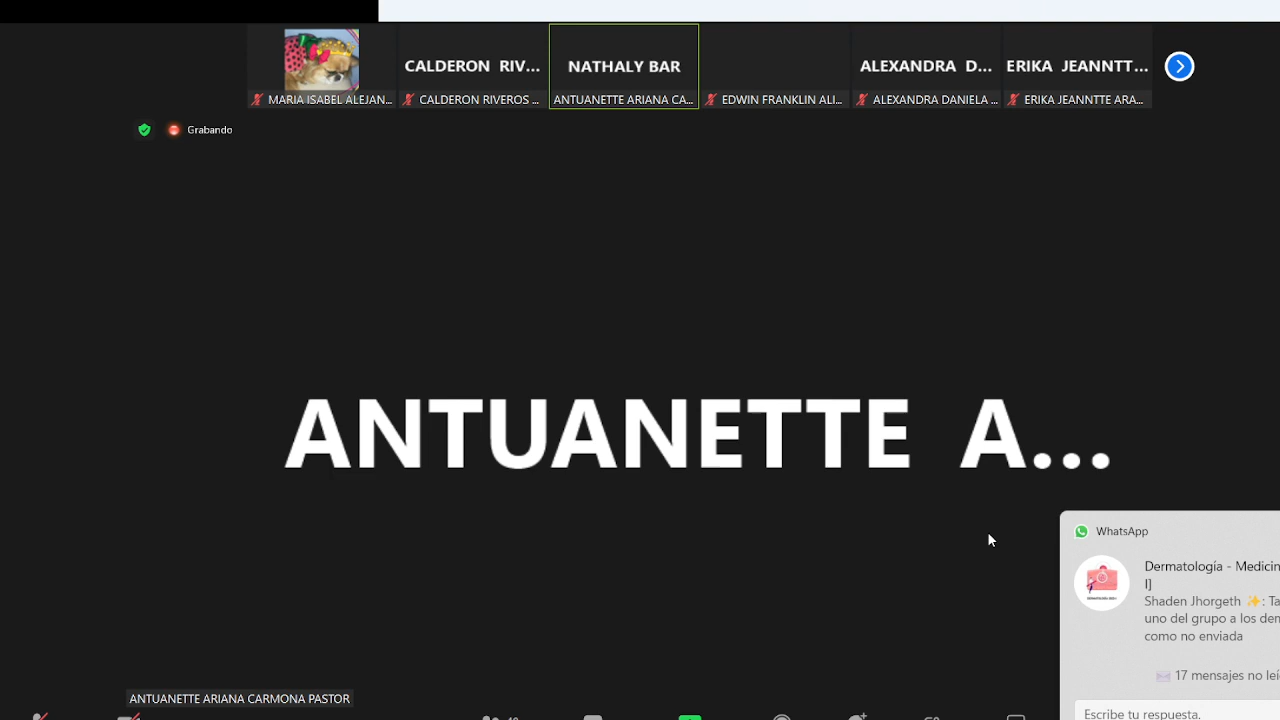 CALDERON RIV...
NATHALY BAR
ALEXANDRA D...
ERIKA JEANNTT...
MARIA ISABEL ALEJAN...
CALDERON RIVEROS ...
ANTUANETTE ARIANA CA...
EDWIN FRANKLIN ALI...
ALEXANDRA DANIELA ...
ERIKA JEANNTTE ARA...
Grabando
ANTUANETTE A...
WhatsApp
Dermatología - Medicin
I]
Shaden Jhorgeth ✨: Ta
uno del grupo a los den
como no enviada
17 mensajes no leí
Escribe tu respuesta.
ANTUANETTE ARIANA CARMONA PASTOR